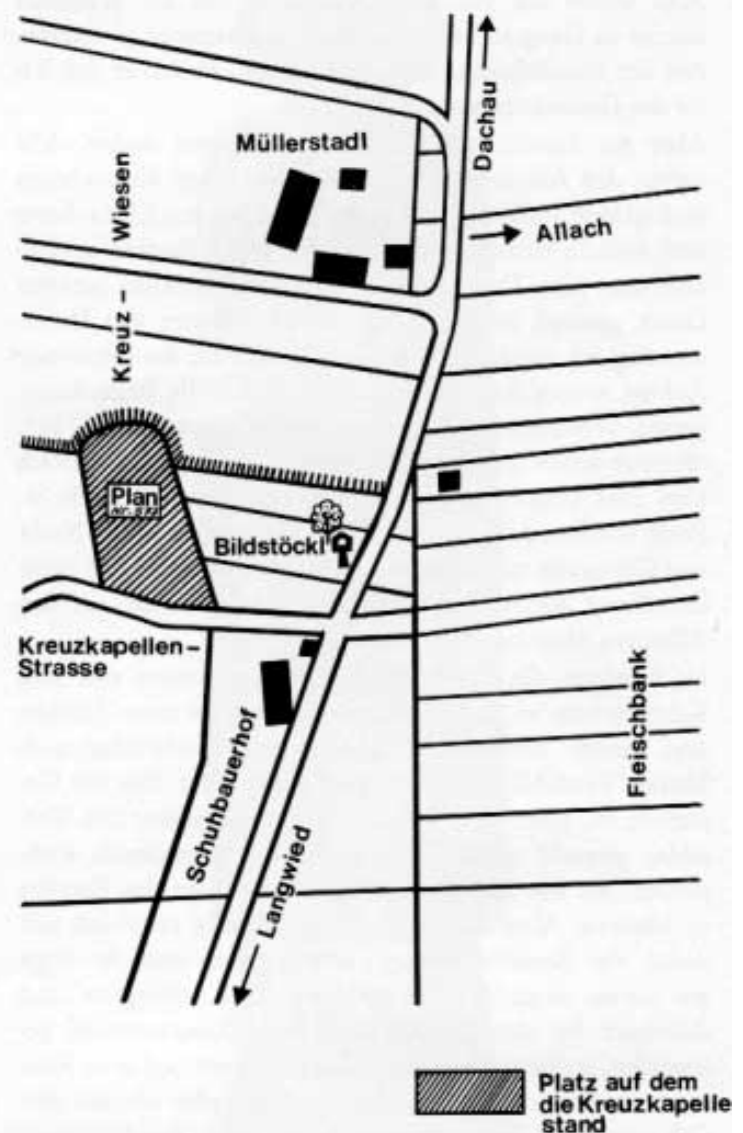 Dachau
Müllerstadl
Allach
Kreuz – Wiesen
Plan
Bildstöckl
Kreuzkapellen –
Strasse
Schuhbauerhof
Fleischbank
Langwied
Platz auf dem
die Kreuzkapelle
stand